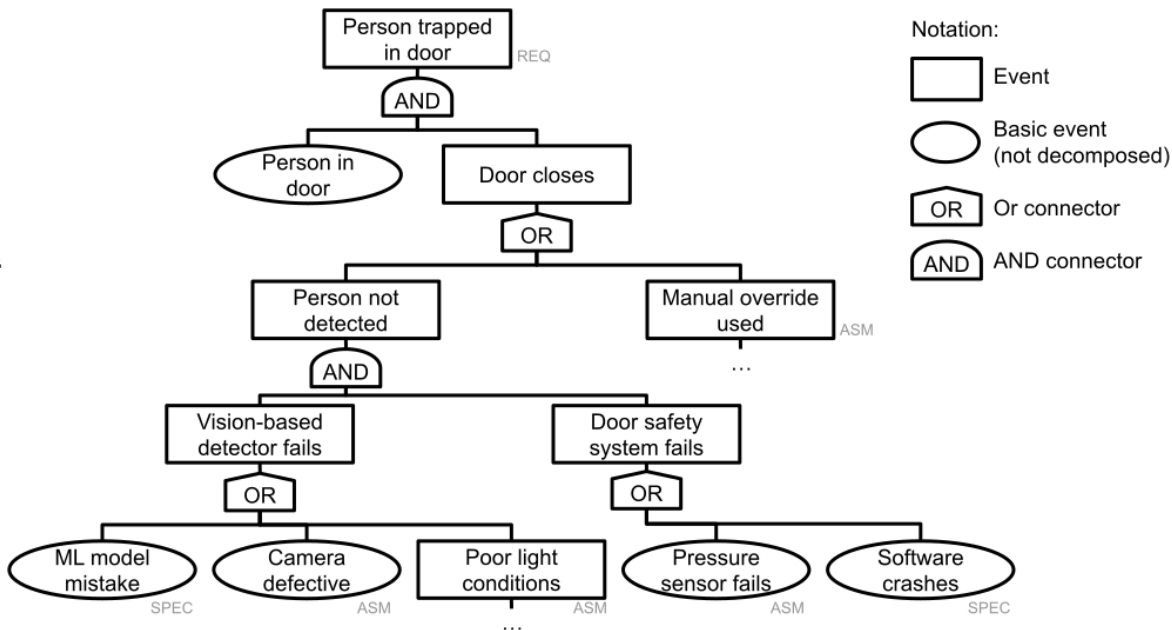 Person trapped
in door
REQ
AND
Person in
door
Door closes
OR
Person not
detected
Manual override
used
ASM
...
AND
Vision-based
detector fails
Door safety
system fails
OR
OR
ML model
mistake
SPEC
Camera
defective
ASM
Poor light
conditions
ASM
...
Pressure
sensor fails
ASM
Software
crashes
SPEC
Notation:
Event
Basic event
(not decomposed)
OR
Or connector
AND
AND connector